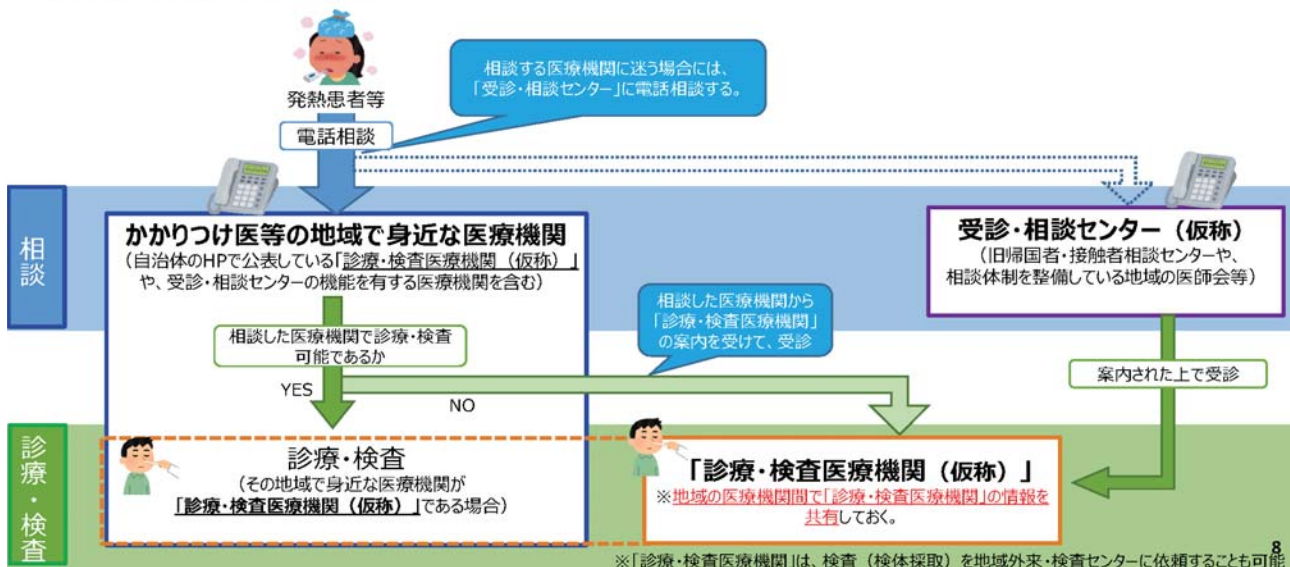 発熱患者等
電話相談
相談する医療機関に迷う場合には、
「受診・相談センター」に電話相談する。
相談
かかりつけ医等の地域で身近な医療機関
（自治体のHPで公表している「診療・検査医療機関（仮称）」
や、受診・相談センターの機能を有する医療機関を含む）
受診・相談センター（仮称）
（旧帰国者・接触者相談センターや、
相談体制を整備している地域の医師会等）
相談した医療機関で診療・検査
可能であるか
相談した医療機関から
「診療・検査医療機関」
の案内を受けて、受診
案内された上で受診
YES
NO
診療・検査
診療・検査
（その地域で身近な医療機関が
「診療・検査医療機関（仮称）」である場合）
「診療・検査医療機関（仮称）」
※地域の医療機関間で「診療・検査医療機関」の情報を
共有しておく。
※「診療・検査医療機関」は、検査（検体採取）を地域外来・検査センターに依頼することも可能
8